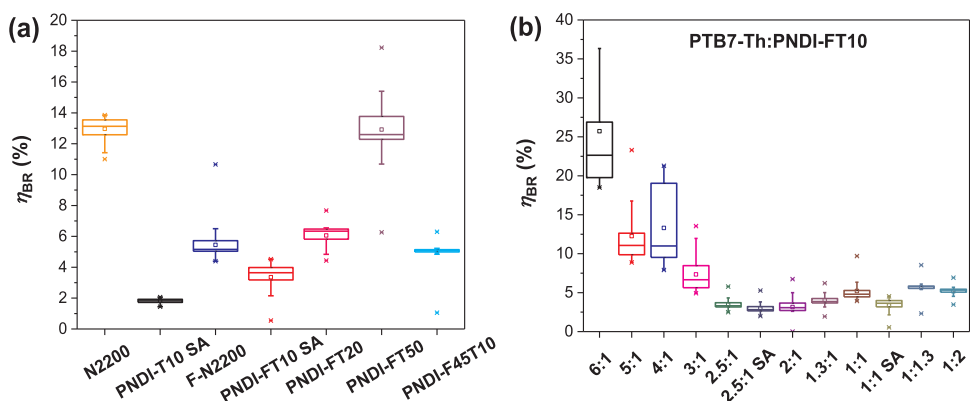 (a)
η_BR (%)
20
18
16
14
12
10
8
6
4
2
0
N2200
PNDI-T10 SA
F-N2200
PNDI-FT10 SA
PNDI-FT20
PNDI-FT50
PNDI-F45T10
(b)
PTB7-Th:PNDI-FT10
η_BR (%)
40
35
30
25
20
15
10
5
0
6:1
5:1
4:1
3:1
2.5:1
2.5:1 SA
2:1
1.3:1
1:1
1:1 SA
1:1.3
1:2